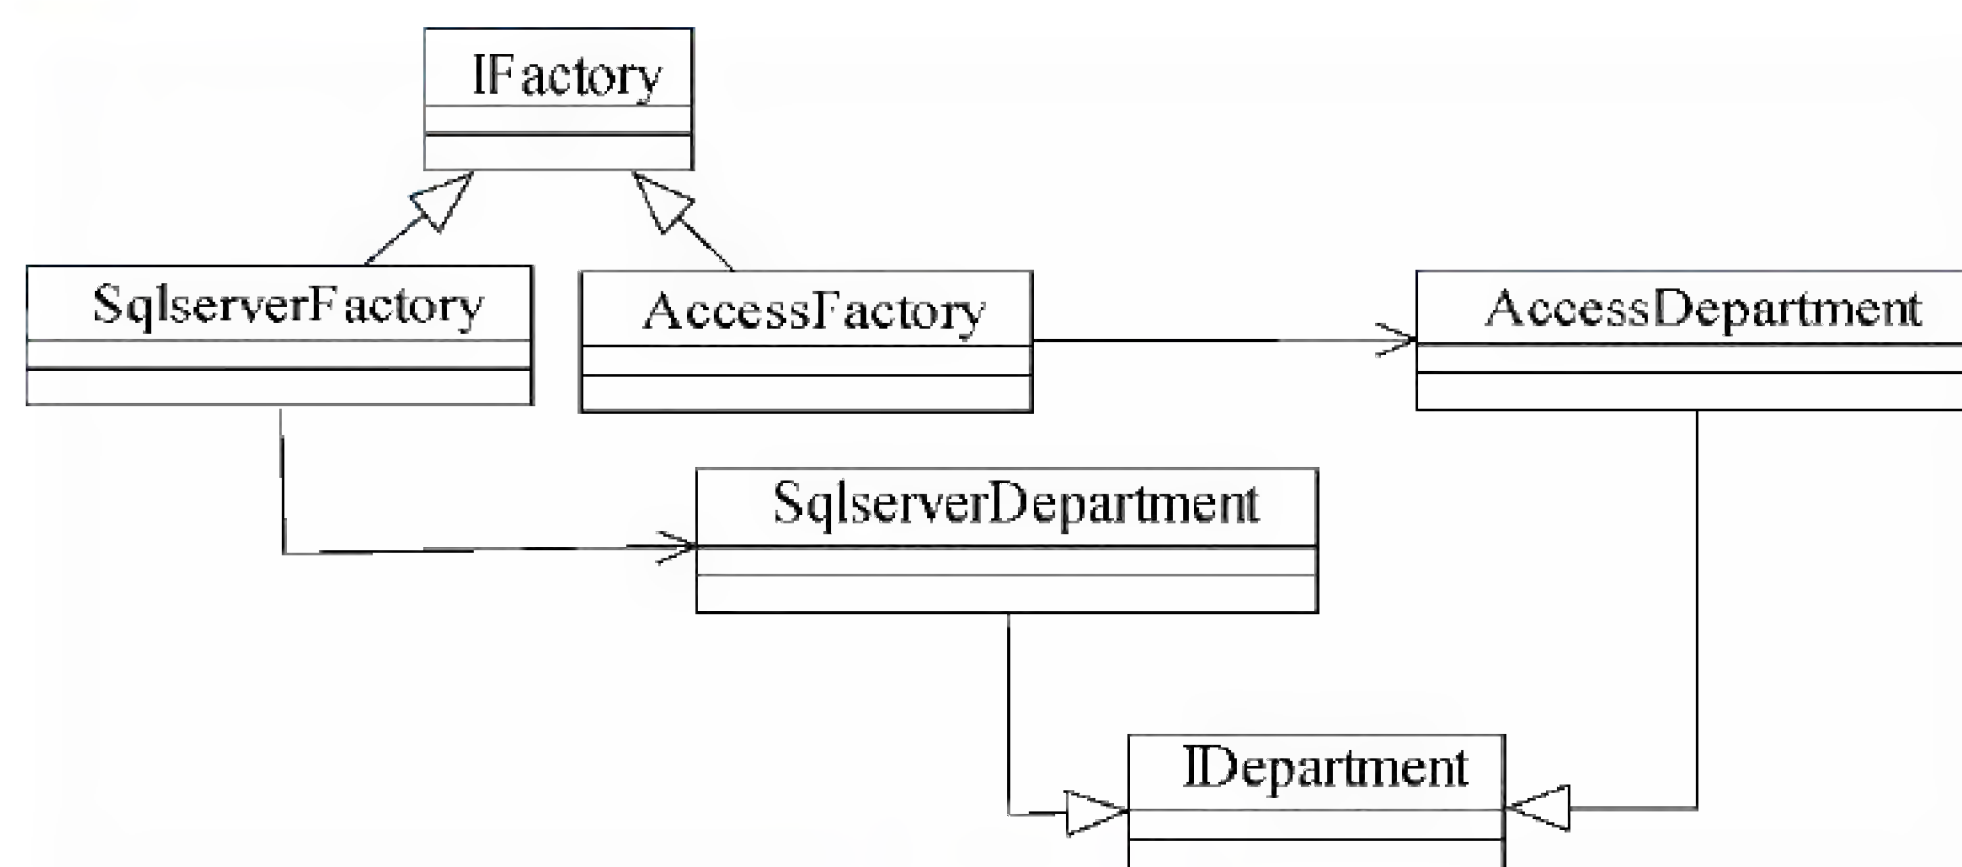 IFactory
SqlserverFactory
AccessFactory
AccessDepartment
SqlserverDepartment
IDepartment